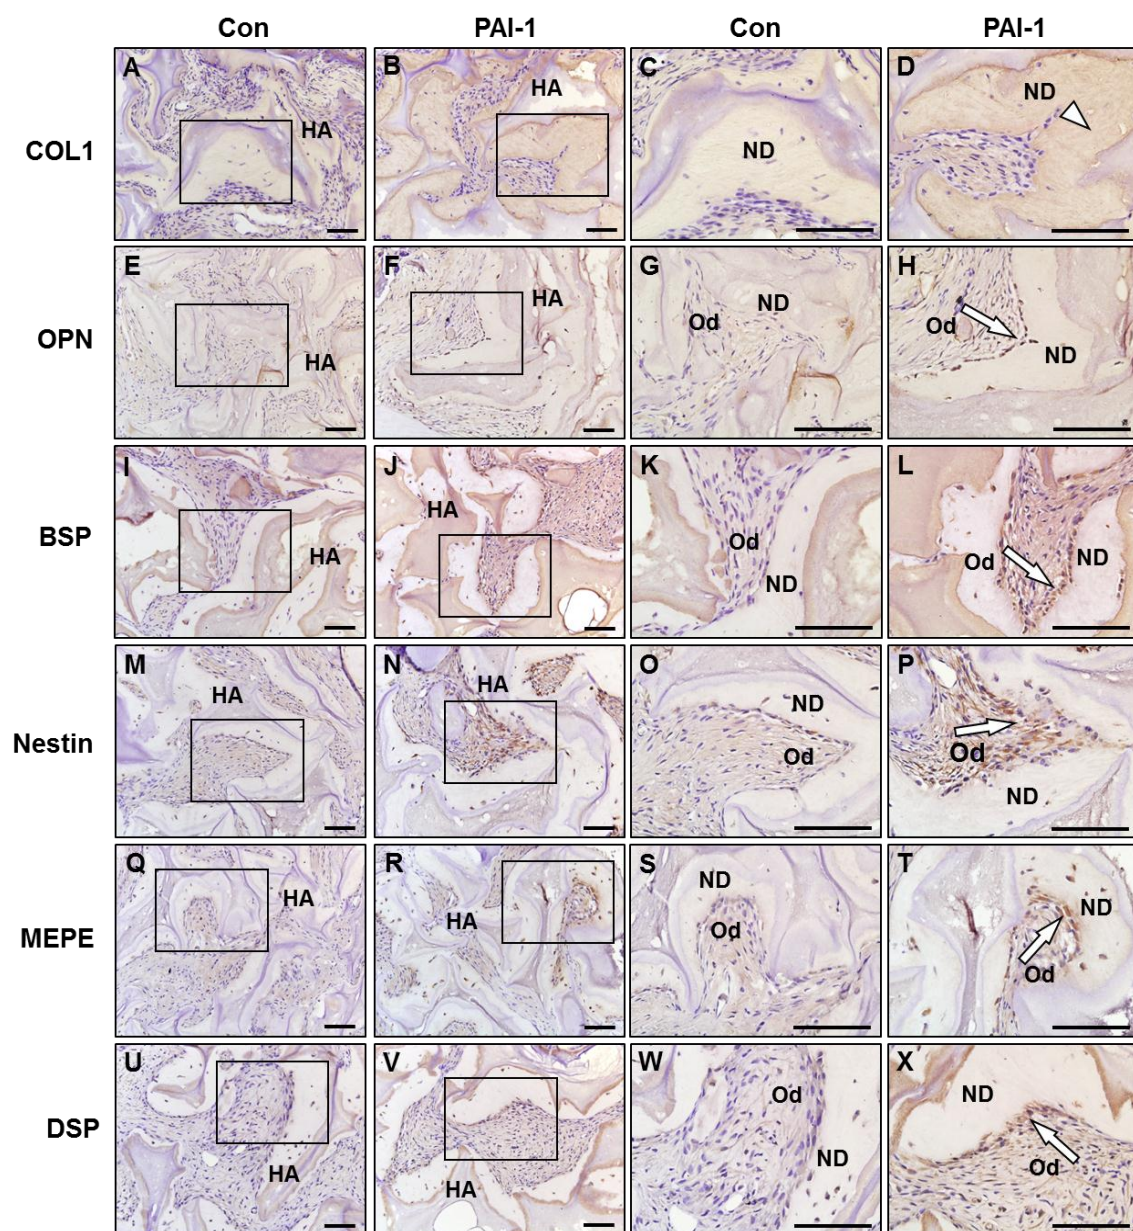 Con PAI-1 Con PAI-1
COL1 A HA B HA C ND D ND
OPN E HA F HA G Od ND H Od ND
BSP I HA J HA K Od ND L Od ND
Nestin M HA N HA O ND Od P Od ND
MEPE Q HA R HA S ND Od T ND Od
DSP U HA V HA W Od ND X ND Od